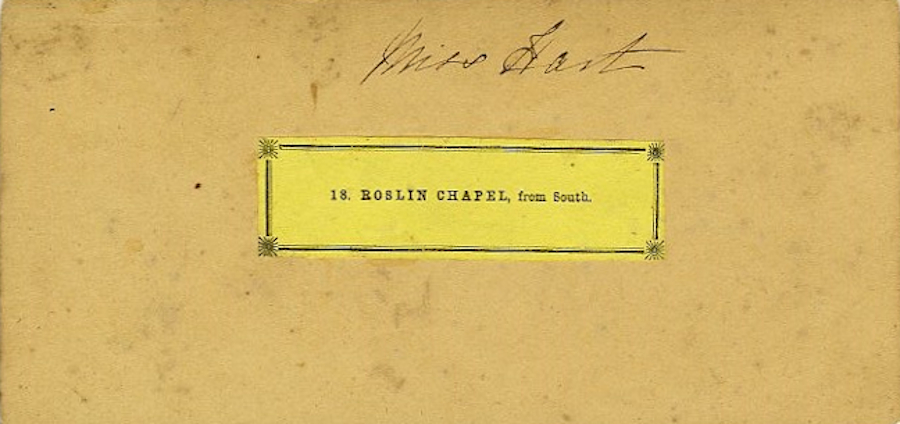 Miss Hart
18. ROSLIN CHAPEL, from South.